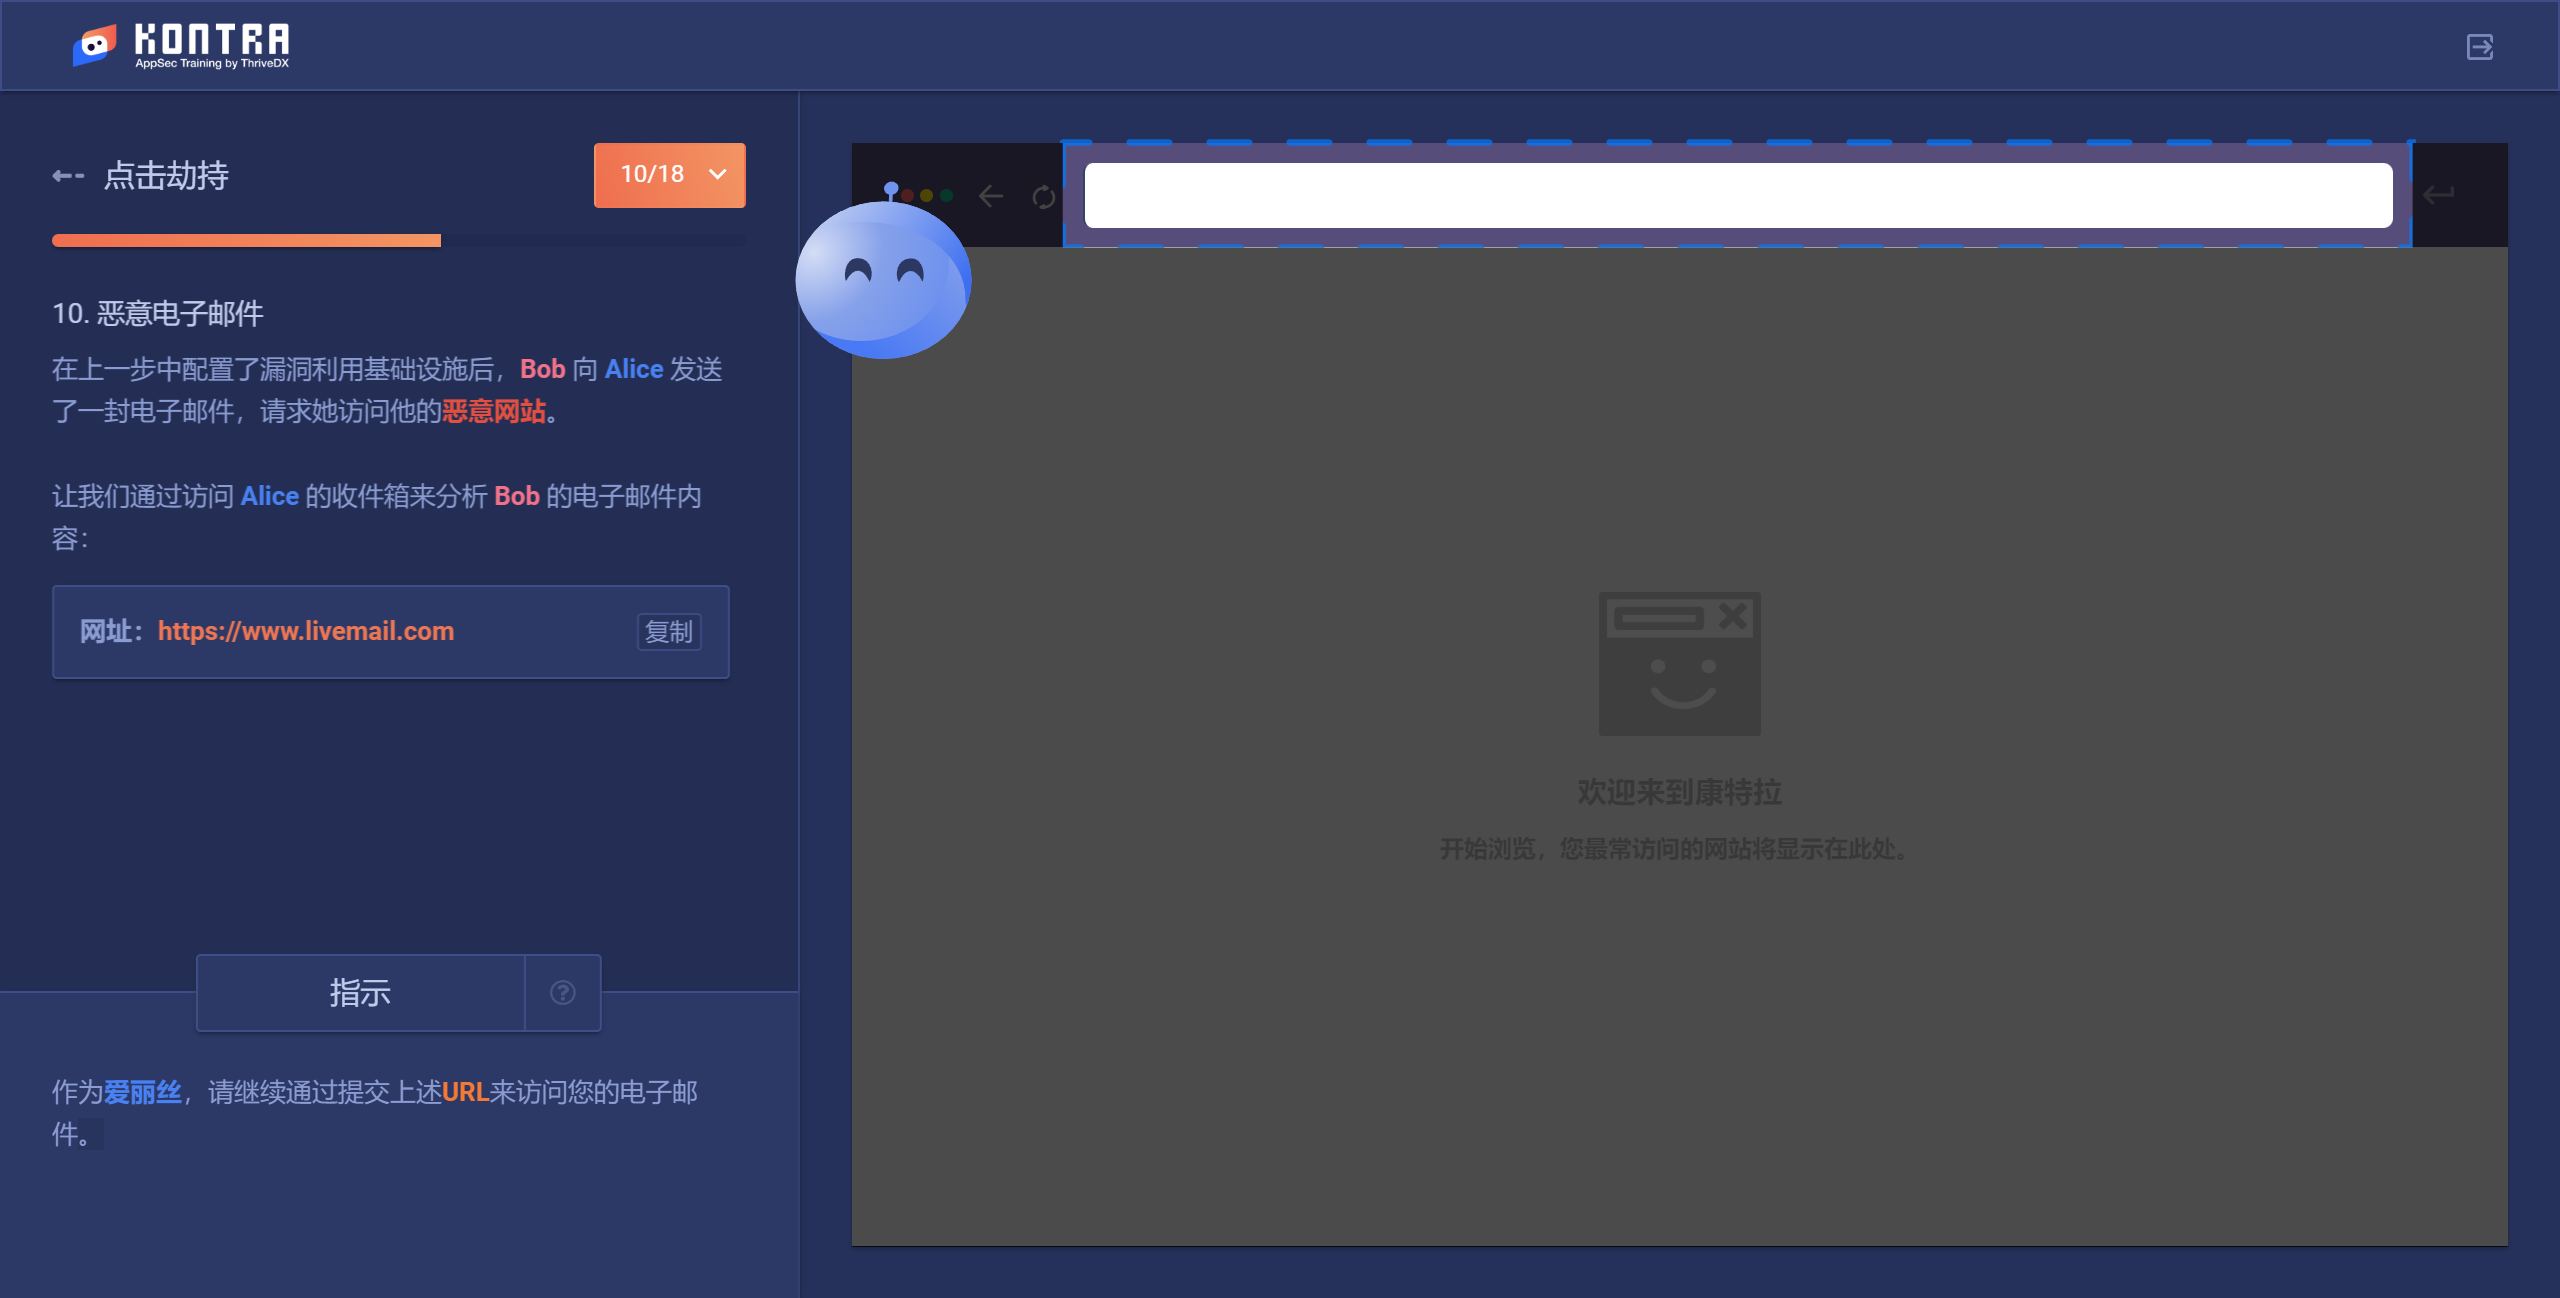 KONTRA
AppSec Training by ThriveDX
点击劫持
10/18
10. 恶意电子邮件
在上一步中配置了漏洞利用基础设施后，Bob 向 Alice 发送
了一封电子邮件，请求她访问他的恶意网站。
让我们通过访问 Alice 的收件箱来分析 Bob 的电子邮件内
容：
网址：https://www.livemail.com
复制
指示
作为爱丽丝，请继续通过提交上述URL来访问您的电子邮
件。
欢迎来到康特拉
开始浏览，您最常访问的网站将显示在此处。